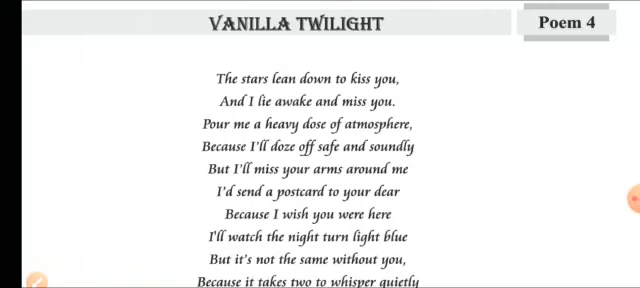 VANILLA TWILIGHT
Poem 4
The stars lean down to kiss you,
And I lie awake and miss you.
Pour me a heavy dose of atmosphere,
Because I'll doze off safe and soundly
But I'll miss your arms around me
I'd send a postcard to your dear
Because I wish you were here
I'll watch the night turn light blue
But it's not the same without you,
Because it takes two to whisper quietly